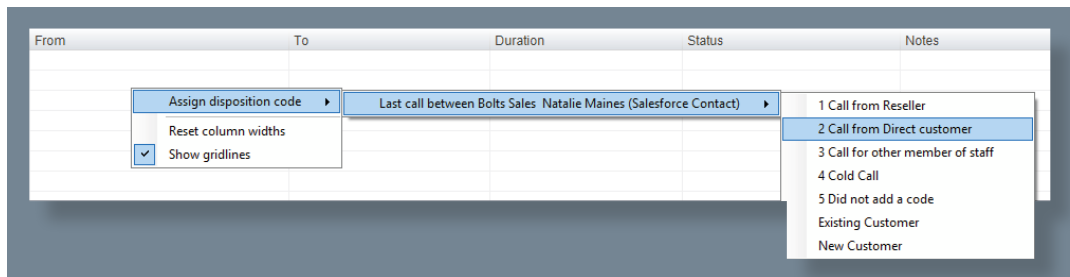 From To Duration Status Notes
Assign disposition code
Last call between Bolts Sales Natalie Maines (Salesforce Contact)
Reset column widths
Show gridlines
1 Call from Reseller
2 Call from Direct customer
3 Call for other member of staff
4 Cold Call
5 Did not add a code
Existing Customer
New Customer